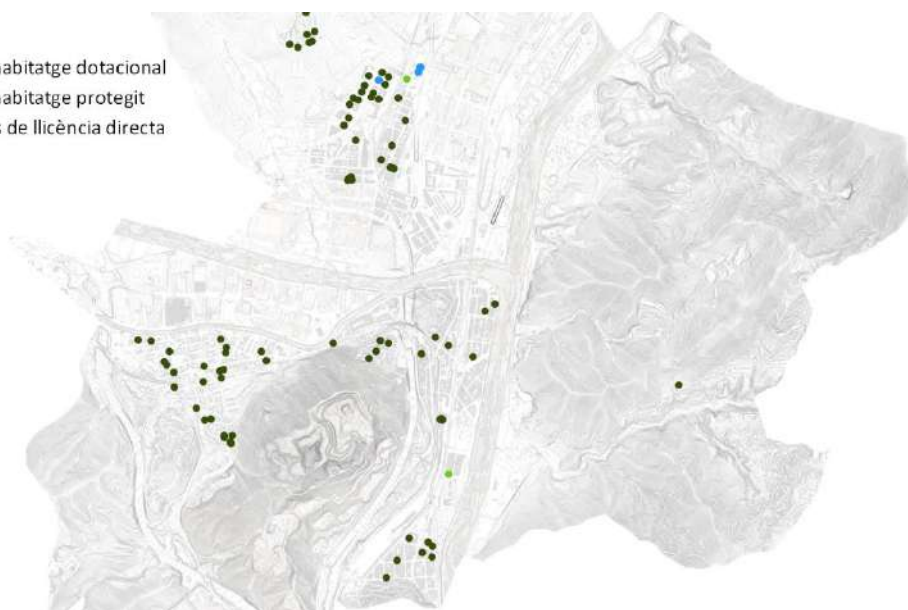 habitatge dotacional
habitatge protegit
s de llicència directa